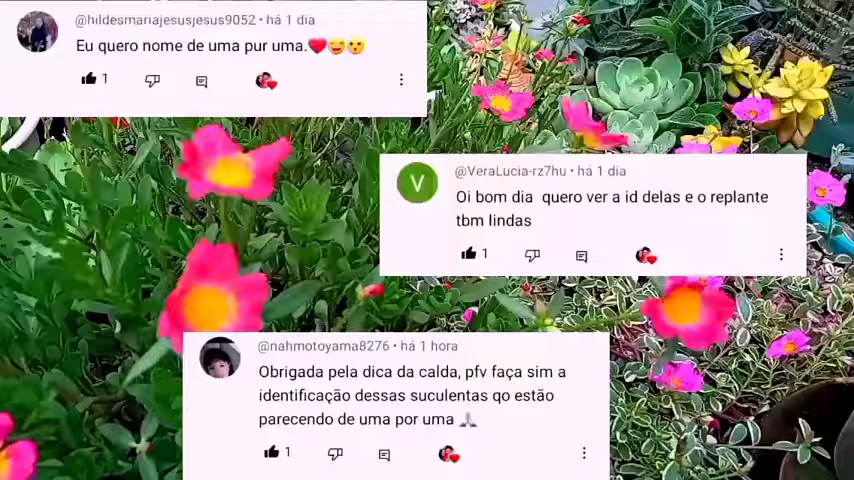 @hildesmariajesusjesus9052 • há 1 dia
Eu quero nome de uma pur uma.❤️😅😯
1
@VeraLucia-rz7hu • há 1 dia
V
Oi bom dia quero ver a id delas e o replante
tbm lindas
1
@nahmotoyama8276 • há 1 hora
Obrigada pela dica da calda, pfv faça sim a
identificação dessas suculentas qo estão
parecendo de uma por uma 🙏
1